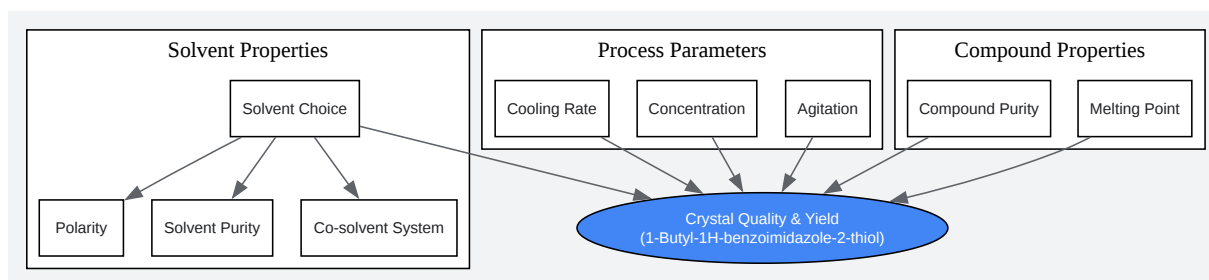 Solvent Properties
Process Parameters
Compound Properties
Solvent Choice
Cooling Rate
Concentration
Agitation
Compound Purity
Melting Point
Polarity
Solvent Purity
Co-solvent System
Crystal Quality & Yield
(1-Butyl-1H-benzoimidazole-2-thiol)